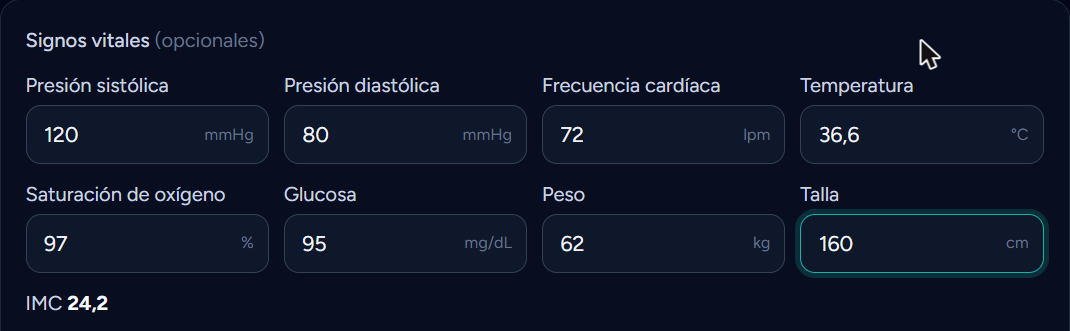 Signos vitales (opcionales)
Presión sistólica Presión diastólica Frecuencia cardíaca Temperatura
120 mmHg 80 mmHg 72 lpm 36,6 °C
Saturación de oxígeno Glucosa Peso Talla
97 % 95 mg/dL 62 kg 160 cm
IMC 24,2